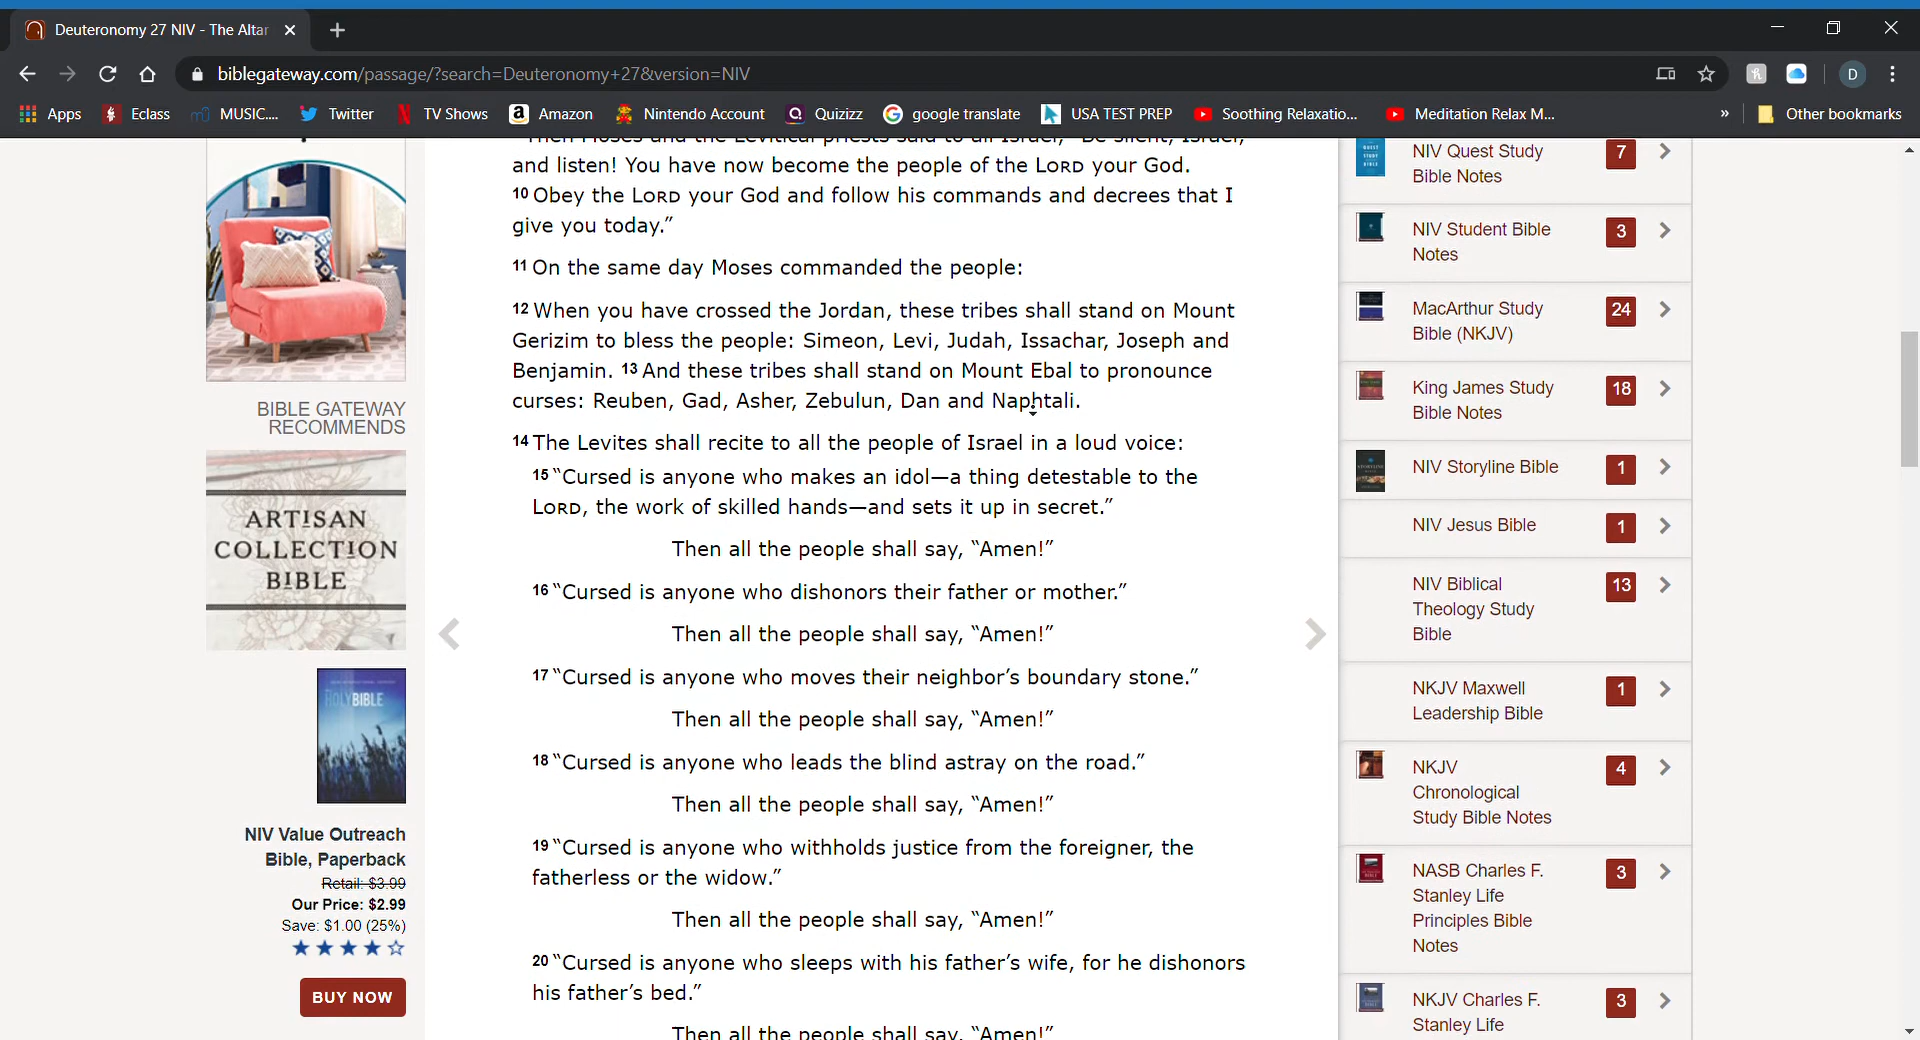 Deuteronomy 27 NIV - The Altar
biblegateway.com/passage/?search=Deuteronomy+27&version=NIV
D
Apps
Eclass
MUSIC....
Twitter
TV Shows
Amazon
Nintendo Account
Quizizz
google translate
USA TEST PREP
Soothing Relaxatio...
Meditation Relax M...
»
Other bookmarks
BIBLE GATEWAY
RECOMMENDS
ARTISAN
COLLECTION
BIBLE
HOLY BIBLE
NIV Value Outreach
Bible, Paperback
Retail: $3.99
Our Price: $2.99
Save: $1.00 (25%)
BUY NOW
Then Moses and the Levitical priests said to all Israel, “Be silent, Israel,
and listen! You have now become the people of the LORD your God.
10 Obey the LORD your God and follow his commands and decrees that I
give you today.”
11 On the same day Moses commanded the people:
12 When you have crossed the Jordan, these tribes shall stand on Mount
Gerizim to bless the people: Simeon, Levi, Judah, Issachar, Joseph and
Benjamin. 13 And these tribes shall stand on Mount Ebal to pronounce
curses: Reuben, Gad, Asher, Zebulun, Dan and Naphtali.
14 The Levites shall recite to all the people of Israel in a loud voice:
15 “Cursed is anyone who makes an idol—a thing detestable to the
LORD, the work of skilled hands—and sets it up in secret.”
Then all the people shall say, “Amen!”
16 “Cursed is anyone who dishonors their father or mother.”
Then all the people shall say, “Amen!”
17 “Cursed is anyone who moves their neighbor’s boundary stone.”
Then all the people shall say, “Amen!”
18 “Cursed is anyone who leads the blind astray on the road.”
Then all the people shall say, “Amen!”
19 “Cursed is anyone who withholds justice from the foreigner, the
fatherless or the widow.”
Then all the people shall say, “Amen!”
20 “Cursed is anyone who sleeps with his father’s wife, for he dishonors
his father’s bed.”
Then all the people shall say, “Amen!”
NIV Quest Study
Bible Notes
7
NIV Student Bible
Notes
3
MacArthur Study
Bible (NKJV)
24
King James Study
Bible Notes
18
NIV Storyline Bible
1
NIV Jesus Bible
1
NIV Biblical
Theology Study
Bible
13
NKJV Maxwell
Leadership Bible
1
NKJV
Chronological
Study Bible Notes
4
NASB Charles F.
Stanley Life
Principles Bible
Notes
3
NKJV Charles F.
Stanley Life
3